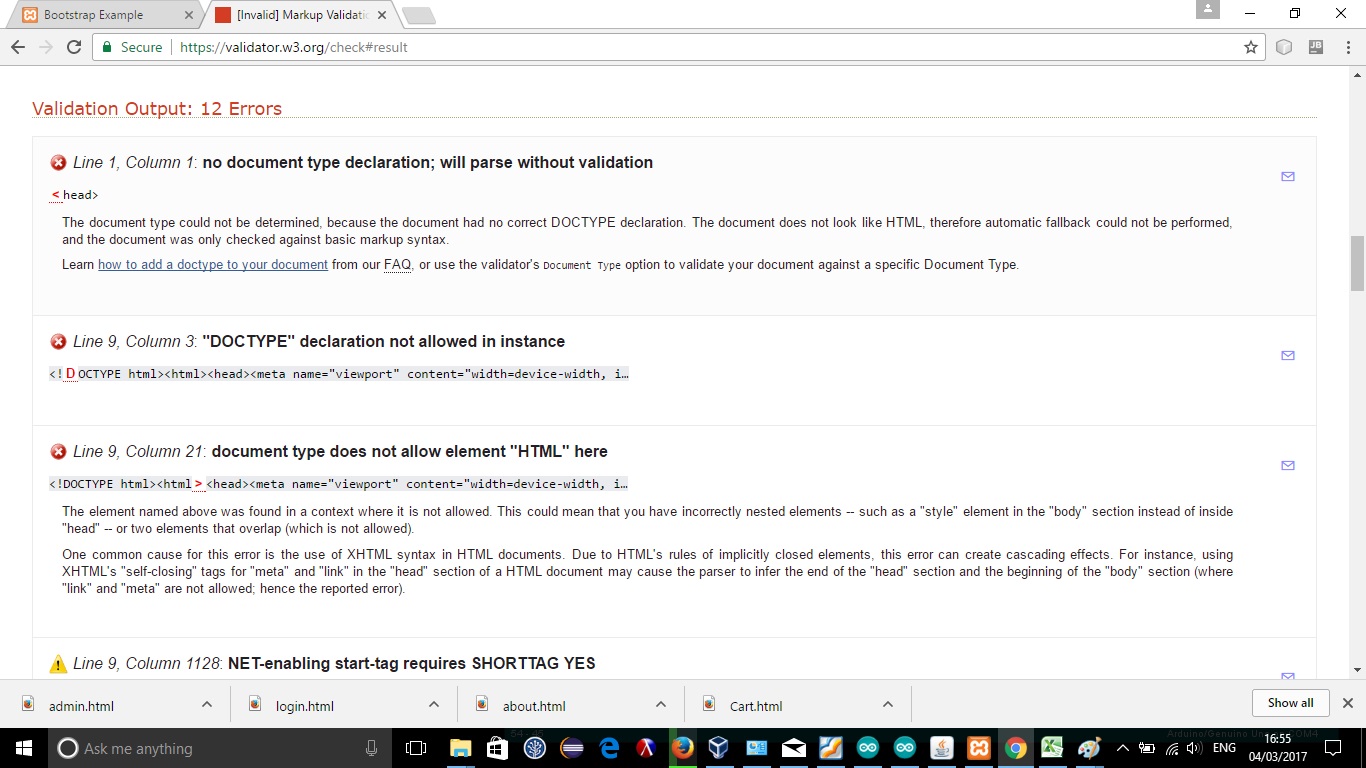 Bootstrap Example
[Invalid] Markup Validatic
Secure
https://validator.w3.org/check#result
JB
Validation Output: 12 Errors
Line 1, Column 1: no document type declaration; will parse without validation
<head>
The document type could not be determined, because the document had no correct DOCTYPE declaration. The document does not look like HTML, therefore automatic fallback could not be performed,
and the document was only checked against basic markup syntax.
Learn how to add a doctype to your document from our FAQ, or use the validator's Document Type option to validate your document against a specific Document Type.
Line 9, Column 3: "DOCTYPE" declaration not allowed in instance
<!DOCTYPE html><html><head><meta name="viewport" content="width=device-width, i…
Line 9, Column 21: document type does not allow element "HTML" here
<!DOCTYPE html><html><head><meta name="viewport" content="width=device-width, i…
The element named above was found in a context where it is not allowed. This could mean that you have incorrectly nested elements -- such as a "style" element in the "body" section instead of inside
"head" -- or two elements that overlap (which is not allowed).
One common cause for this error is the use of XHTML syntax in HTML documents. Due to HTML's rules of implicitly closed elements, this error can create cascading effects. For instance, using
XHTML's "self-closing" tags for "meta" and "link" in the "head" section of a HTML document may cause the parser to infer the end of the "head" section and the beginning of the "body" section (where
"link" and "meta" are not allowed; hence the reported error).
Line 9, Column 1128: NET-enabling start-tag requires SHORTTAG YES
admin.html
login.html
about.html
Cart.html
Show all
Ask me anything
ENG
16:55
04/03/2017